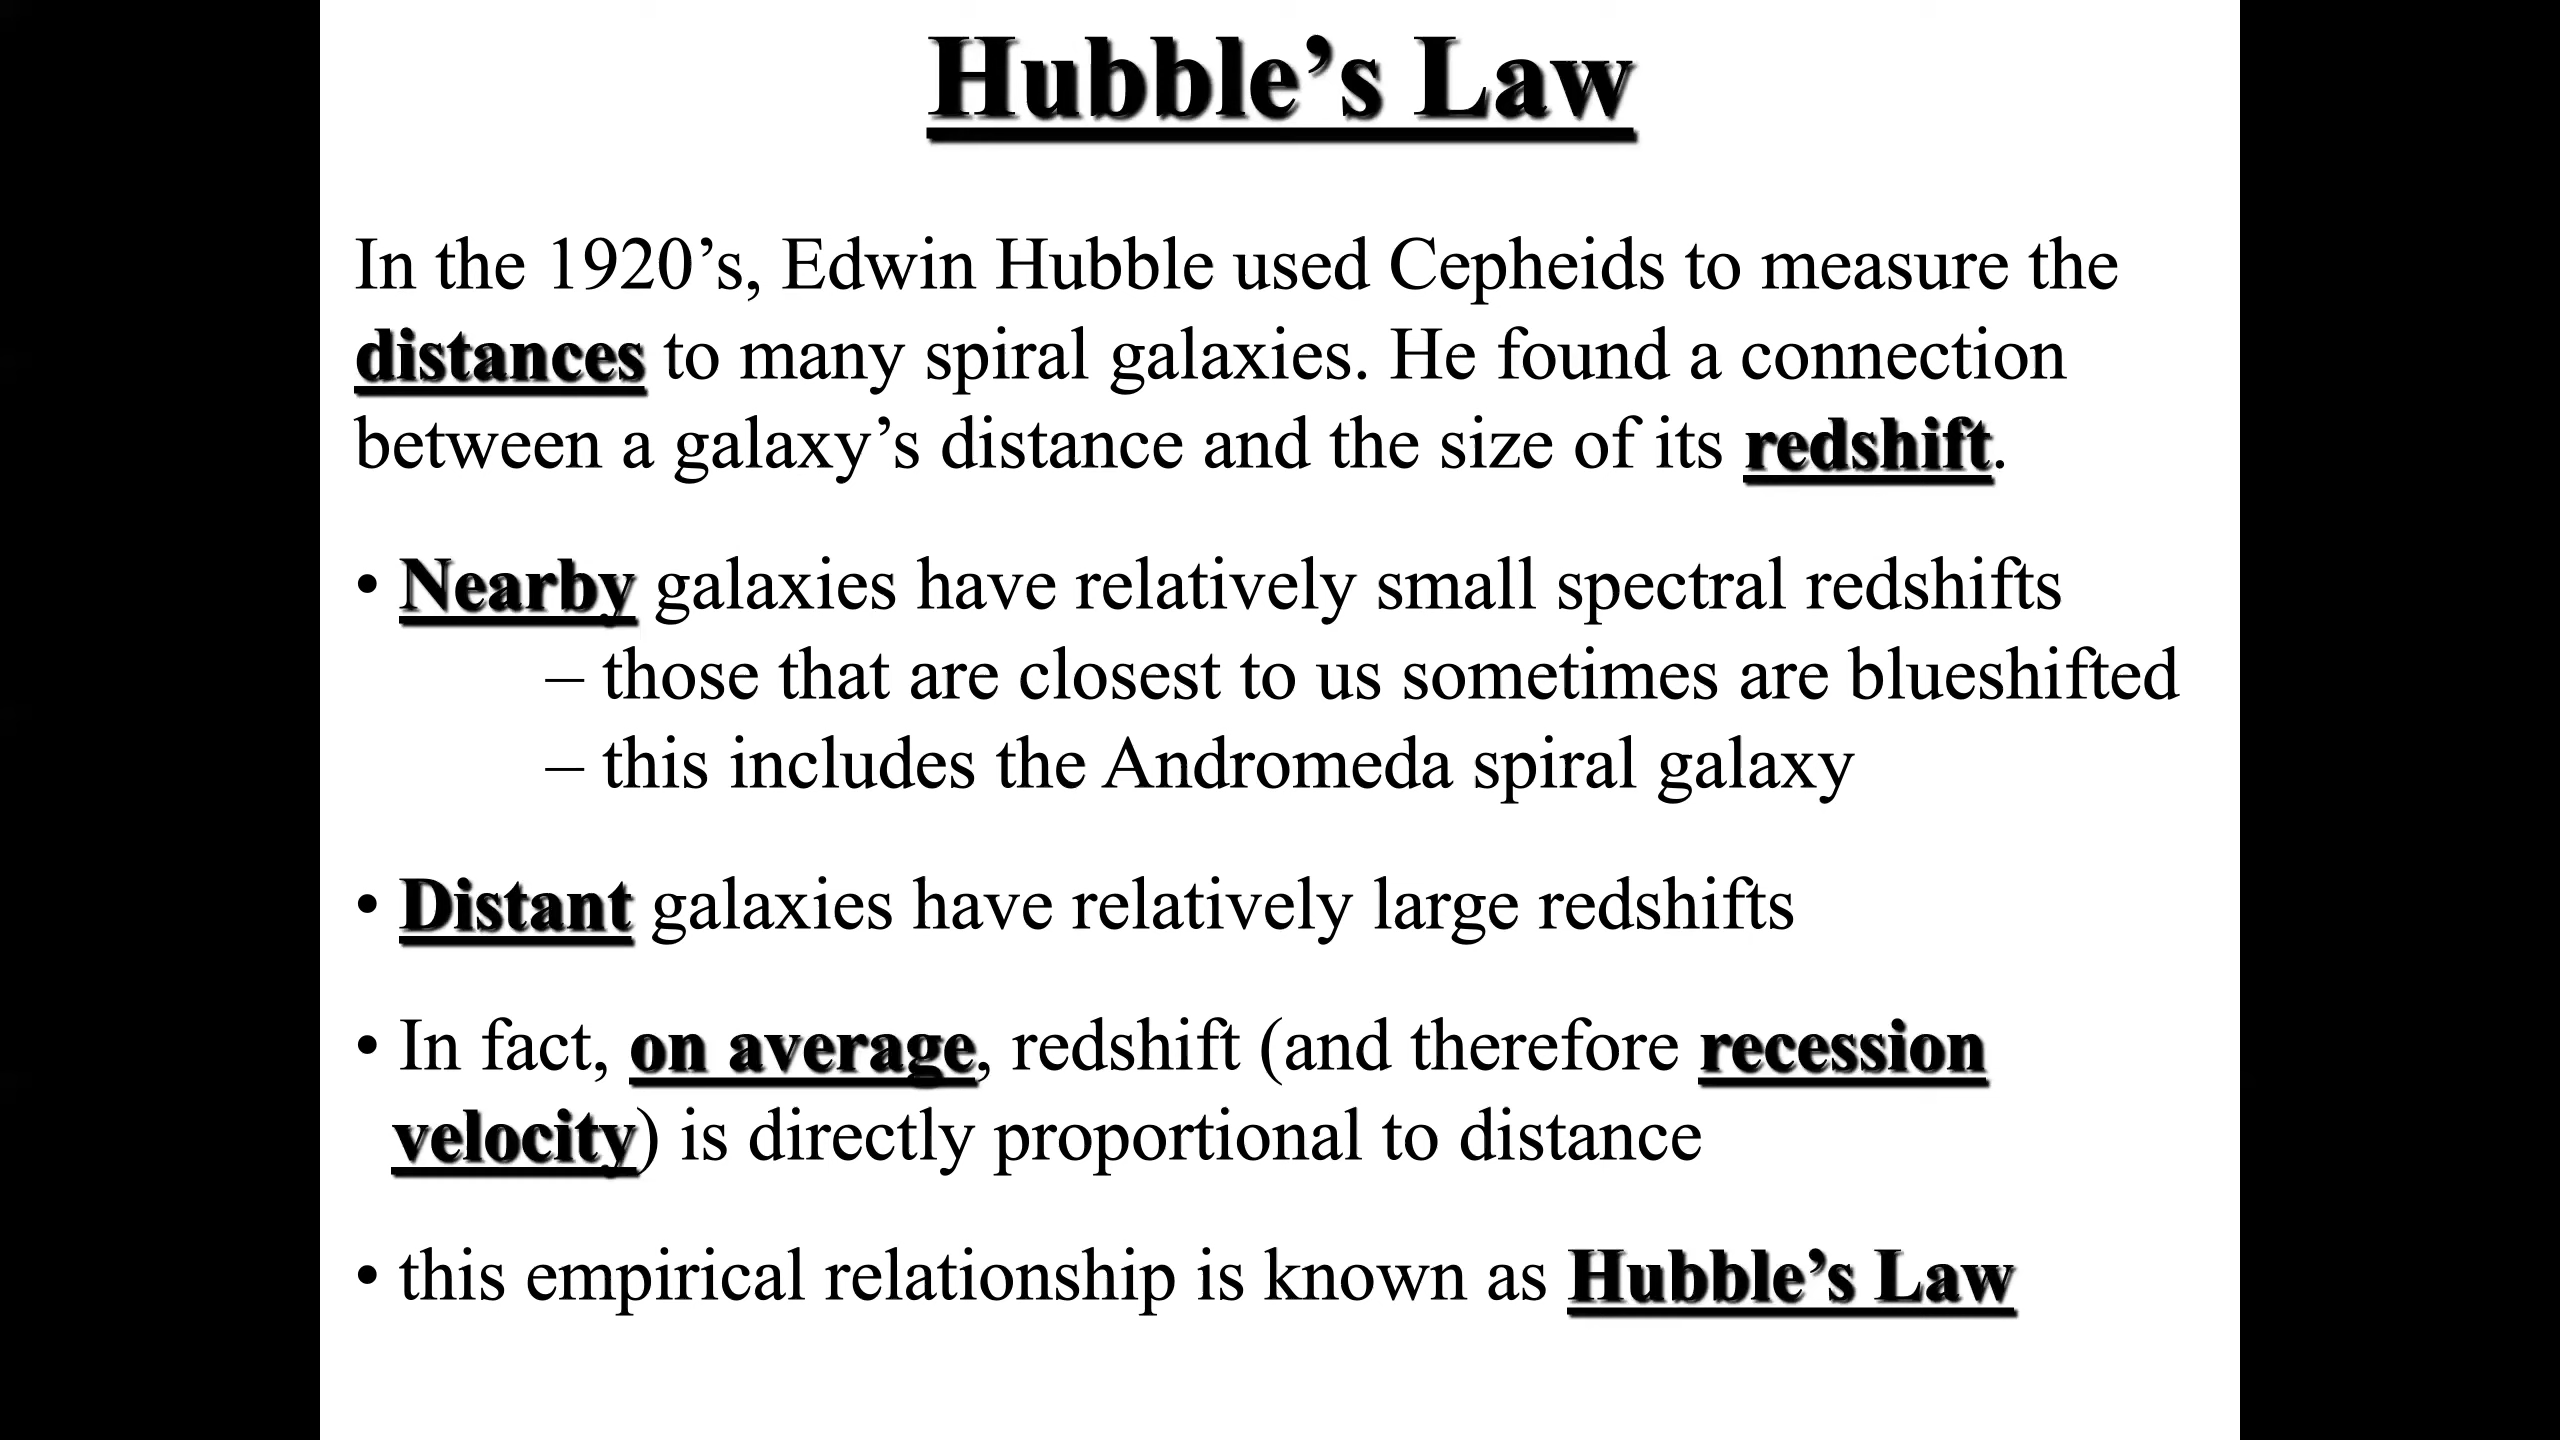 Hubble’s Law
In the 1920’s, Edwin Hubble used Cepheids to measure the
distances to many spiral galaxies. He found a connection
between a galaxy’s distance and the size of its redshift.
• Nearby galaxies have relatively small spectral redshifts
– those that are closest to us sometimes are blueshifted
– this includes the Andromeda spiral galaxy
• Distant galaxies have relatively large redshifts
• In fact, on average, redshift (and therefore recession
velocity) is directly proportional to distance
• this empirical relationship is known as Hubble’s Law